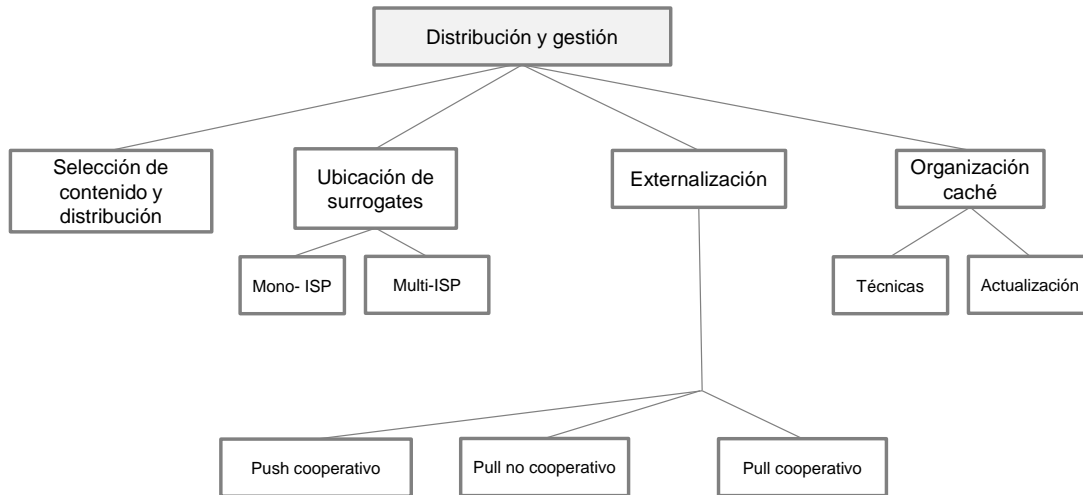 Distribución y gestión
Selección de
contenido y
distribución
Ubicación de
surrogates
Externalización
Organización
caché
Mono- ISP
Multi-ISP
Técnicas
Actualización
Push cooperativo
Pull no cooperativo
Pull cooperativo